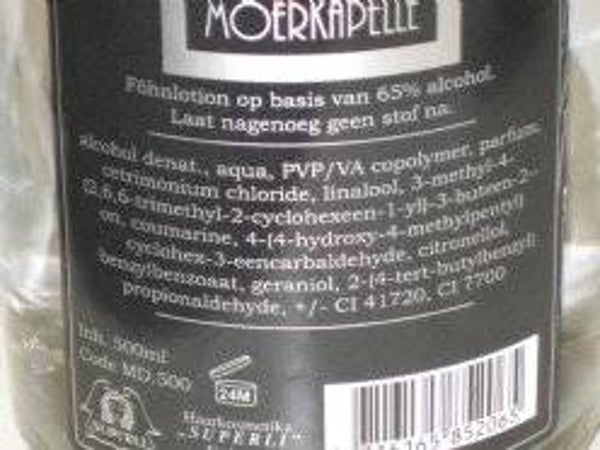 MOERKAPELLE
Föhnlotion op basis van 65% alcohol.
Laat nagenoeg geen stof na.
alcohol denat., aqua, PVP/VA copolymer, parfum,
cetrimonium chloride, linalool, 3-methyl-4-
(2,6,6-trimethyl-2-cyclohexeen-1-yl)-3-buteen-2-
on, coumarine, 4-(4-hydroxy-4-methylpentyl)
cyclohex-3-eencarbaldehyde, citronellol,
benzylbenzoaat, geraniol, 2-(4-tert-butylbenzyl)
propionaldehyde, +/- CI 41720, CI 7700
Inh. 500ml
Code: MD 500
24M
SUPERLI
Haarkosmetika
„SUPERLI"
852065